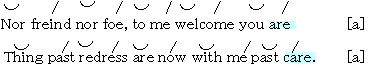 Nor freind nor foe, to me welcome you are [a]
Thing past redress are now with me past care. [a]